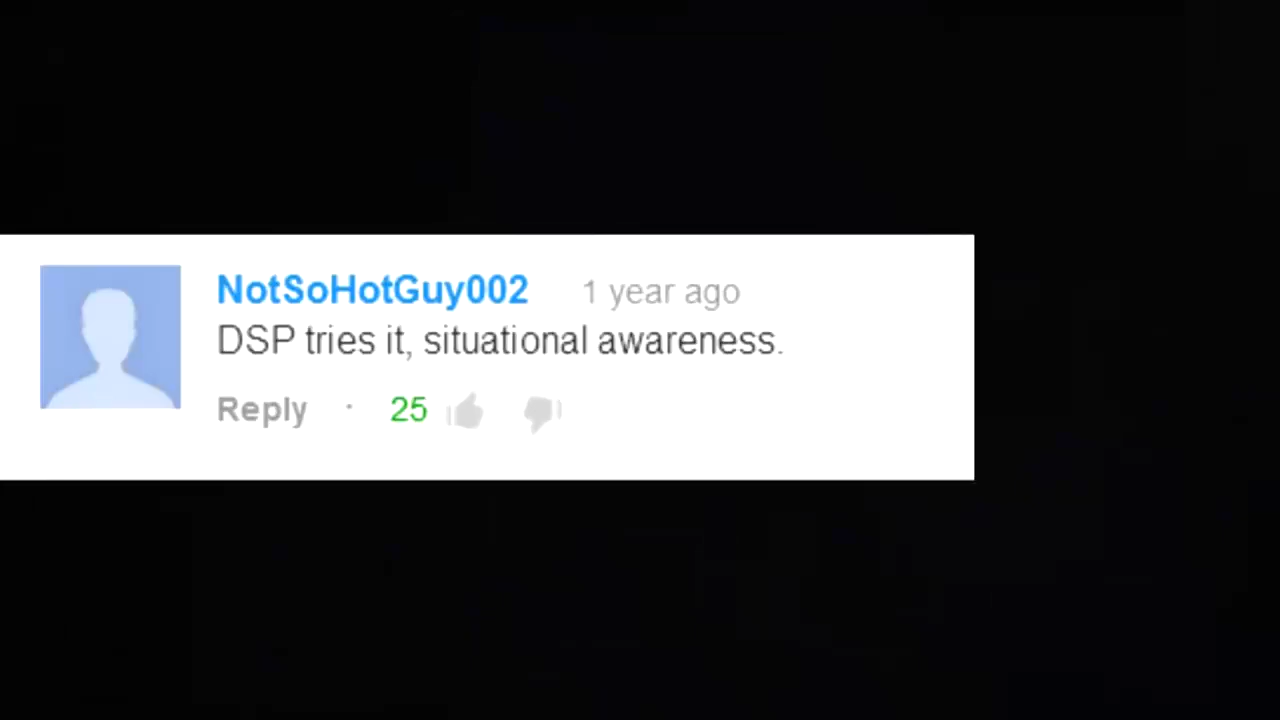 NotSoHotGuy002 1 year ago
DSP tries it, situational awareness.
Reply · 25